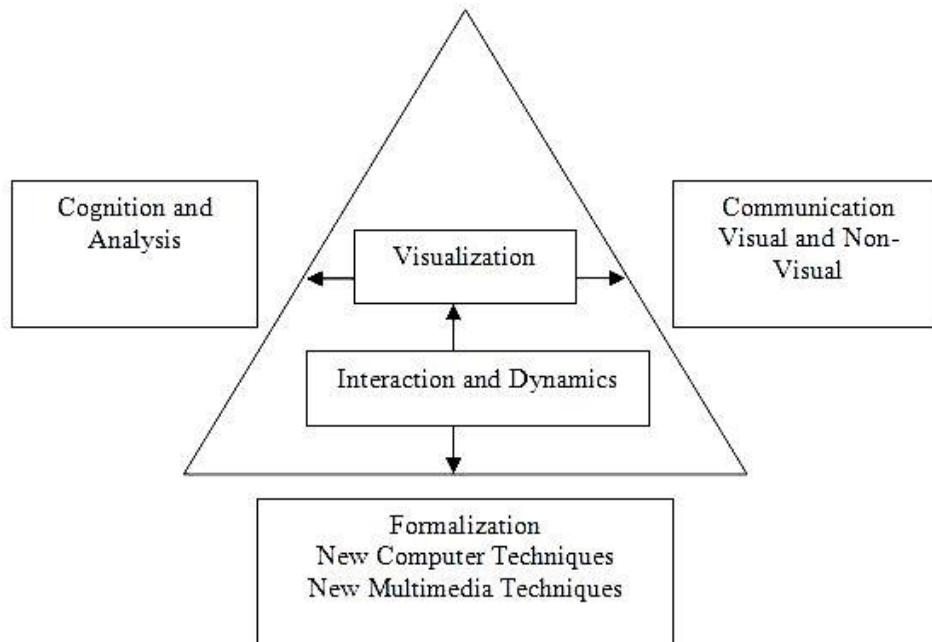 Cognition and
Analysis
Communication
Visual and Non-
Visual
Visualization
Interaction and Dynamics
Formalization
New Computer Techniques
New Multimedia Techniques